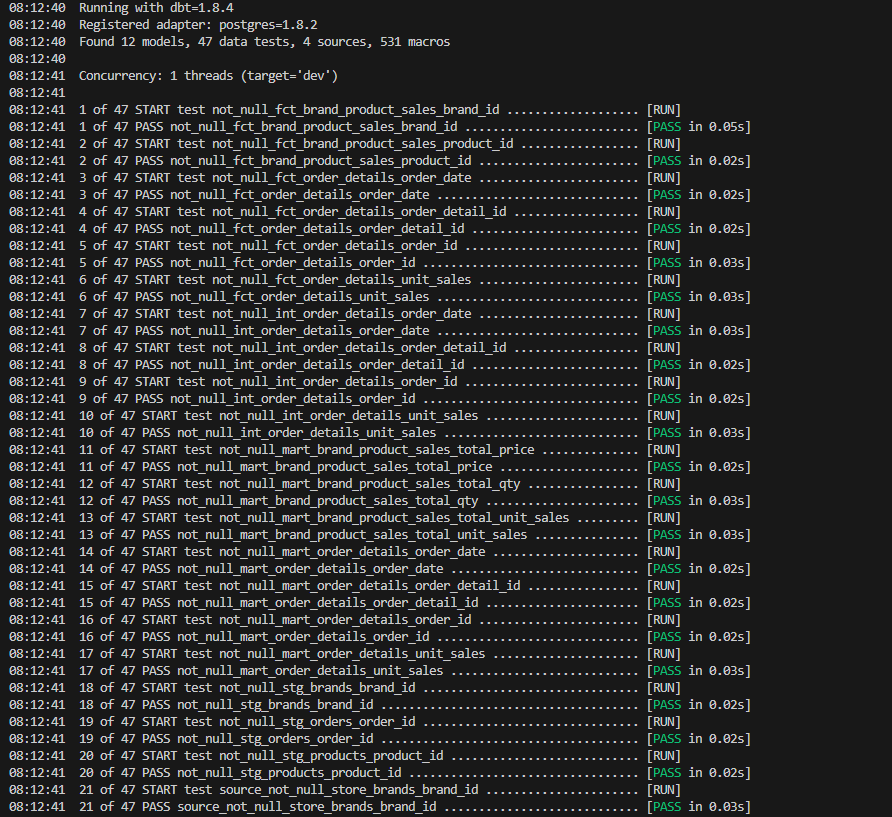 08:12:40  Running with dbt=1.8.4
08:12:40  Registered adapter: postgres=1.8.2
08:12:40  Found 12 models, 47 data tests, 4 sources, 531 macros
08:12:40
08:12:41  Concurrency: 1 threads (target='dev')
08:12:41
08:12:41  1 of 47 START test not_null_fct_brand_product_sales_brand_id ................... [RUN]
08:12:41  1 of 47 PASS not_null_fct_brand_product_sales_brand_id ......................... [PASS in 0.05s]
08:12:41  2 of 47 START test not_null_fct_brand_product_sales_product_id ................. [RUN]
08:12:41  2 of 47 PASS not_null_fct_brand_product_sales_product_id ....................... [PASS in 0.02s]
08:12:41  3 of 47 START test not_null_fct_order_details_order_date ....................... [RUN]
08:12:41  3 of 47 PASS not_null_fct_order_details_order_date ............................. [PASS in 0.02s]
08:12:41  4 of 47 START test not_null_fct_order_details_order_detail_id .................. [RUN]
08:12:41  4 of 47 PASS not_null_fct_order_details_order_detail_id ........................ [PASS in 0.02s]
08:12:41  5 of 47 START test not_null_fct_order_details_order_id ......................... [RUN]
08:12:41  5 of 47 PASS not_null_fct_order_details_order_id ............................... [PASS in 0.03s]
08:12:41  6 of 47 START test not_null_fct_order_details_unit_sales ....................... [RUN]
08:12:41  6 of 47 PASS not_null_fct_order_details_unit_sales ............................. [PASS in 0.03s]
08:12:41  7 of 47 START test not_null_int_order_details_order_date ....................... [RUN]
08:12:41  7 of 47 PASS not_null_int_order_details_order_date ............................. [PASS in 0.03s]
08:12:41  8 of 47 START test not_null_int_order_details_order_detail_id .................. [RUN]
08:12:41  8 of 47 PASS not_null_int_order_details_order_detail_id ........................ [PASS in 0.02s]
08:12:41  9 of 47 START test not_null_int_order_details_order_id ......................... [RUN]
08:12:41  9 of 47 PASS not_null_int_order_details_order_id ............................... [PASS in 0.02s]
08:12:41  10 of 47 START test not_null_int_order_details_unit_sales ...................... [RUN]
08:12:41  10 of 47 PASS not_null_int_order_details_unit_sales ............................ [PASS in 0.03s]
08:12:41  11 of 47 START test not_null_mart_brand_product_sales_total_price .............. [RUN]
08:12:41  11 of 47 PASS not_null_mart_brand_product_sales_total_price .................... [PASS in 0.02s]
08:12:41  12 of 47 START test not_null_mart_brand_product_sales_total_qty ................ [RUN]
08:12:41  12 of 47 PASS not_null_mart_brand_product_sales_total_qty ...................... [PASS in 0.03s]
08:12:41  13 of 47 START test not_null_mart_brand_product_sales_total_unit_sales ......... [RUN]
08:12:41  13 of 47 PASS not_null_mart_brand_product_sales_total_unit_sales ............... [PASS in 0.03s]
08:12:41  14 of 47 START test not_null_mart_order_details_order_date ..................... [RUN]
08:12:41  14 of 47 PASS not_null_mart_order_details_order_date ........................... [PASS in 0.02s]
08:12:41  15 of 47 START test not_null_mart_order_details_order_detail_id ................ [RUN]
08:12:41  15 of 47 PASS not_null_mart_order_details_order_detail_id ...................... [PASS in 0.02s]
08:12:41  16 of 47 START test not_null_mart_order_details_order_id ....................... [RUN]
08:12:41  16 of 47 PASS not_null_mart_order_details_order_id ............................. [PASS in 0.02s]
08:12:41  17 of 47 START test not_null_mart_order_details_unit_sales ..................... [RUN]
08:12:41  17 of 47 PASS not_null_mart_order_details_unit_sales ........................... [PASS in 0.03s]
08:12:41  18 of 47 START test not_null_stg_brands_brand_id ............................... [RUN]
08:12:41  18 of 47 PASS not_null_stg_brands_brand_id ..................................... [PASS in 0.02s]
08:12:41  19 of 47 START test not_null_stg_orders_order_id ............................... [RUN]
08:12:41  19 of 47 PASS not_null_stg_orders_order_id ..................................... [PASS in 0.02s]
08:12:41  20 of 47 START test not_null_stg_products_product_id ........................... [RUN]
08:12:41  20 of 47 PASS not_null_stg_products_product_id ................................. [PASS in 0.02s]
08:12:41  21 of 47 START test source_not_null_store_brands_brand_id ...................... [RUN]
08:12:41  21 of 47 PASS source_not_null_store_brands_brand_id ............................ [PASS in 0.03s]